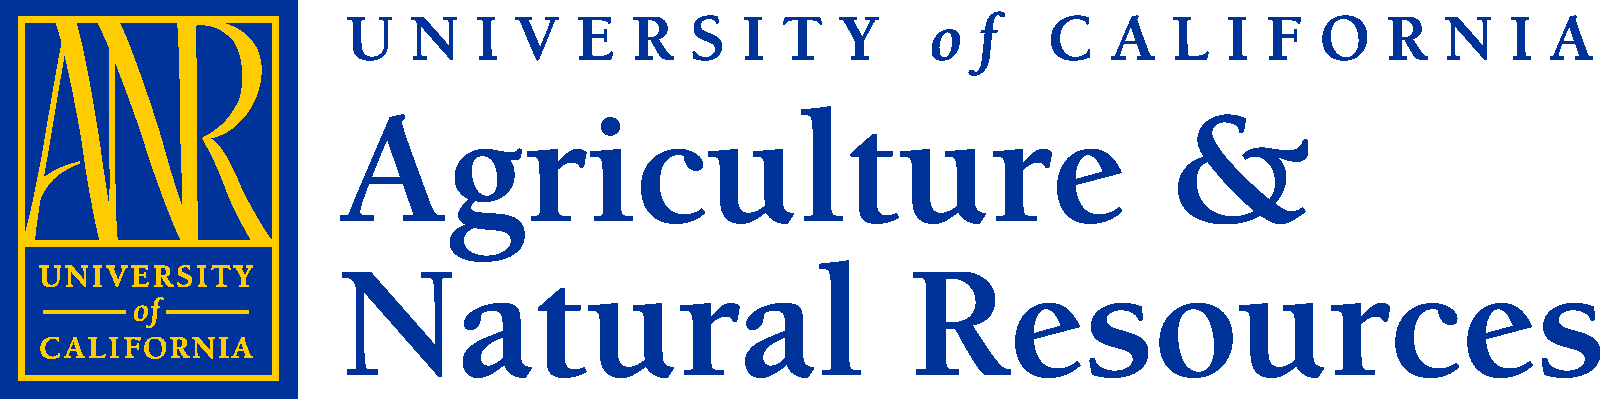 ANR
UNIVERSITY
of
CALIFORNIA
UNIVERSITY of CALIFORNIA
Agriculture &
Natural Resources